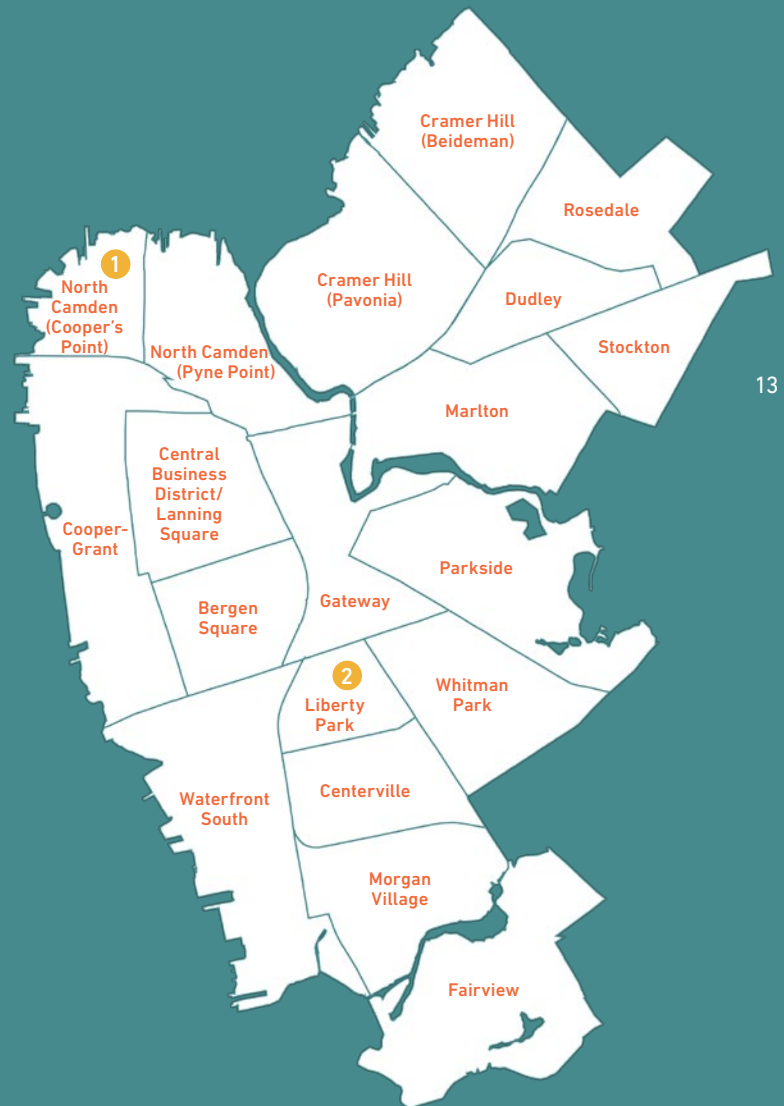 Cramer Hill
(Beideman)
Rosedale
1
North
Camden
(Cooper's
Point)
Cramer Hill
(Pavonia)
Dudley
North Camden
(Pyne Point)
Stockton
13
Marlton
Central
Business
District/
Lanning
Square
Cooper-
Grant
Parkside
Bergen
Square
Gateway
2
Liberty
Park
Whitman
Park
Waterfront
South
Centerville
Morgan
Village
Fairview